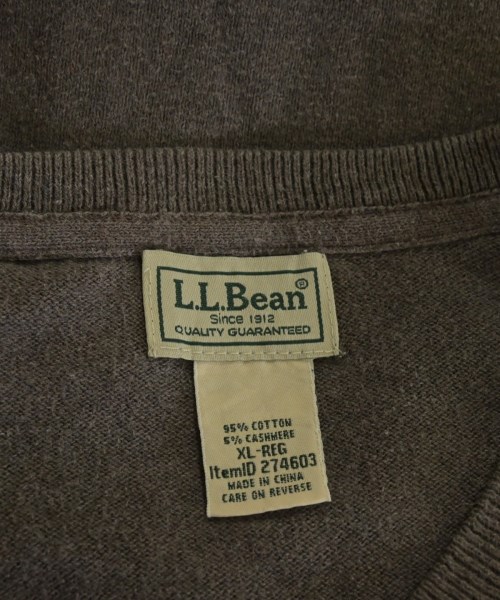 L.L.Bean®
Since 1912
QUALITY GUARANTEED
95% COTTON
5% CASHMERE
XL-REG
ItemID 274603
MADE IN CHINA
CARE ON REVERSE